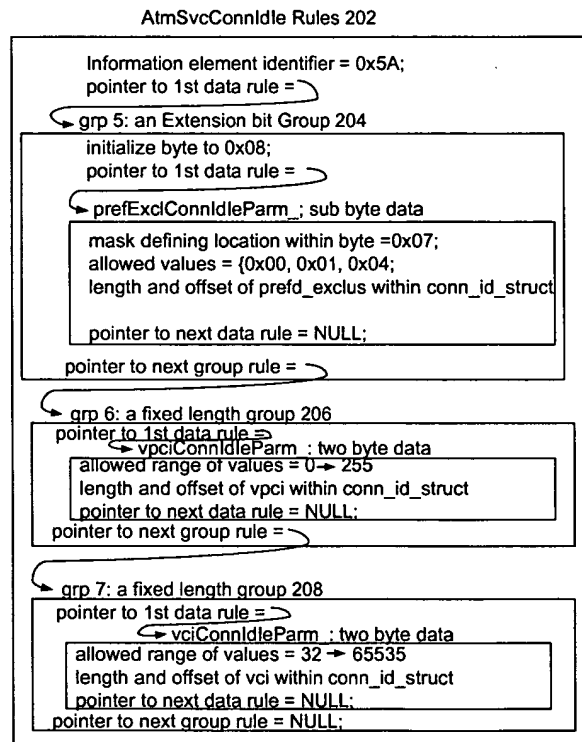 AtmSvcConnIdIe Rules 202
Information element identifier = 0x5A;
pointer to 1st data rule =
grp 5: an Extension bit Group 204
initialize byte to 0x08;
pointer to 1st data rule =
prefExclConnIdIeParm_; sub byte data
mask defining location within byte =0x07;
allowed values = {0x00, 0x01, 0x04;
length and offset of prefd_exclus within conn_id_struct
pointer to next data rule = NULL;
pointer to next group rule =
grp 6: a fixed length group 206
pointer to 1st data rule =
vpciConnIdIeParm_: two byte data
allowed range of values = 0→ 255
length and offset of vpci within conn_id_struct
pointer to next data rule = NULL;
pointer to next group rule =
grp 7: a fixed length group 208
pointer to 1st data rule =
vciConnIdIeParm_: two byte data
allowed range of values = 32 → 65535
length and offset of vci within conn_id_struct
pointer to next data rule = NULL;
pointer to next group rule = NULL;